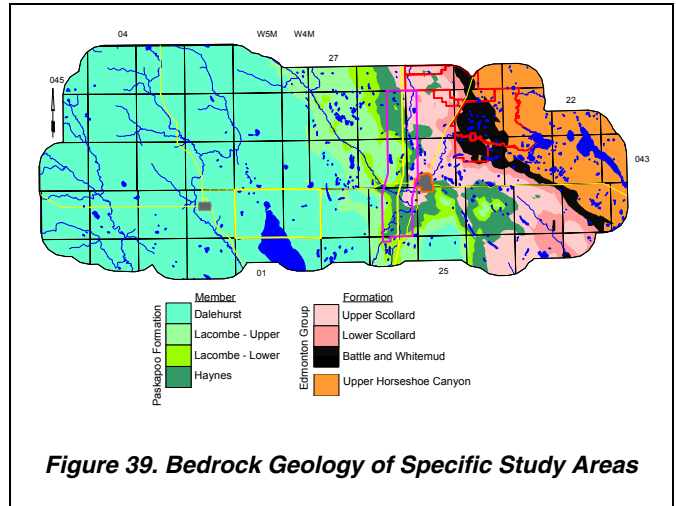 04
W5M W4M
27
045
22
043
01
25
Member
Formation
Paskapoo Formation
Dalehurst
Lacombe - Upper
Lacombe - Lower
Haynes
Edmonton Group
Upper Scollard
Lower Scollard
Battle and Whitemud
Upper Horseshoe Canyon
Figure 39. Bedrock Geology of Specific Study Areas